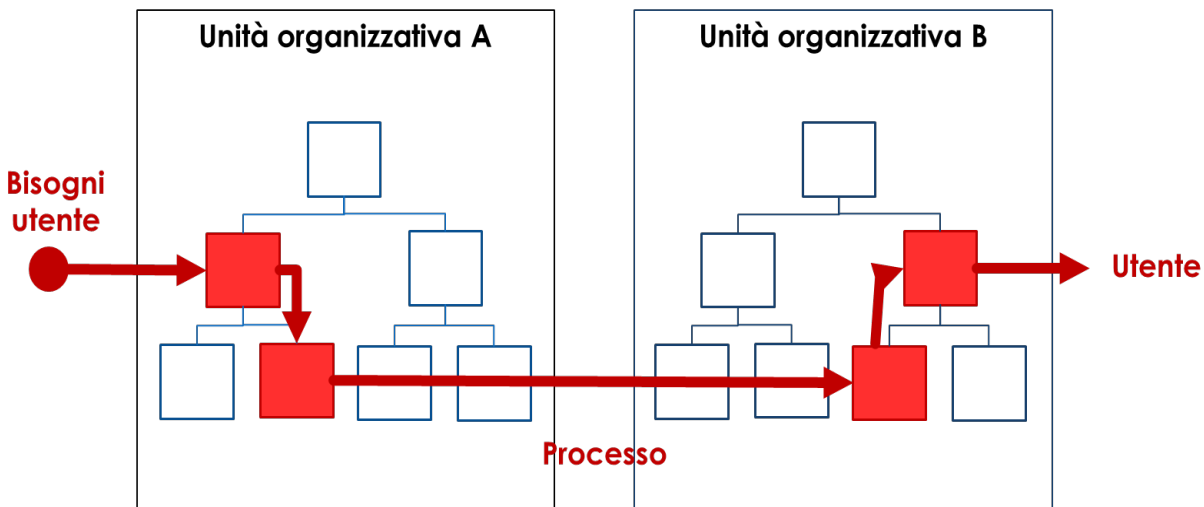 Unità organizzativa A
Unità organizzativa B
Bisogni
utente
Utente
Processo